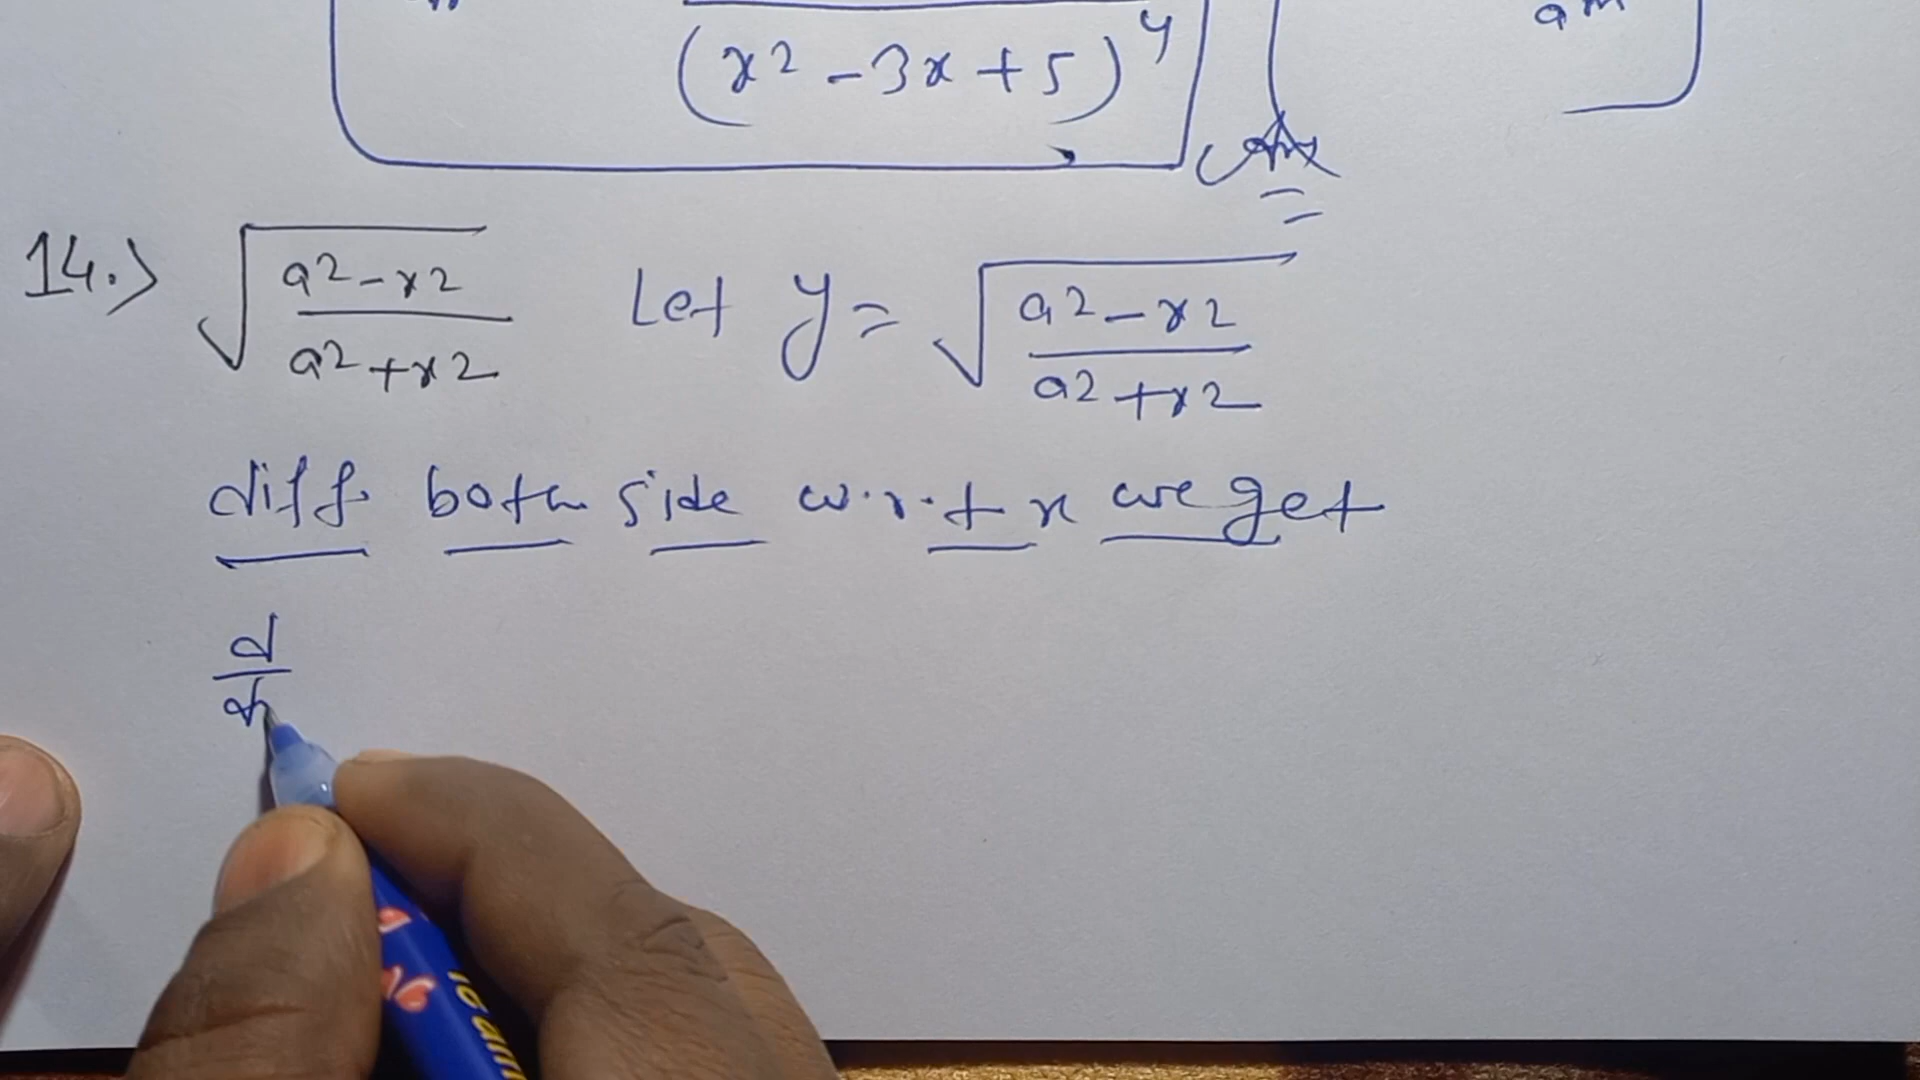 (x2 - 3x + 5)4
Ans
14.) √(a2-x2 / a2+x2) Let y = √(a2-x2 / a2+x2)
diff. both side w.r.t x we get
d
dx